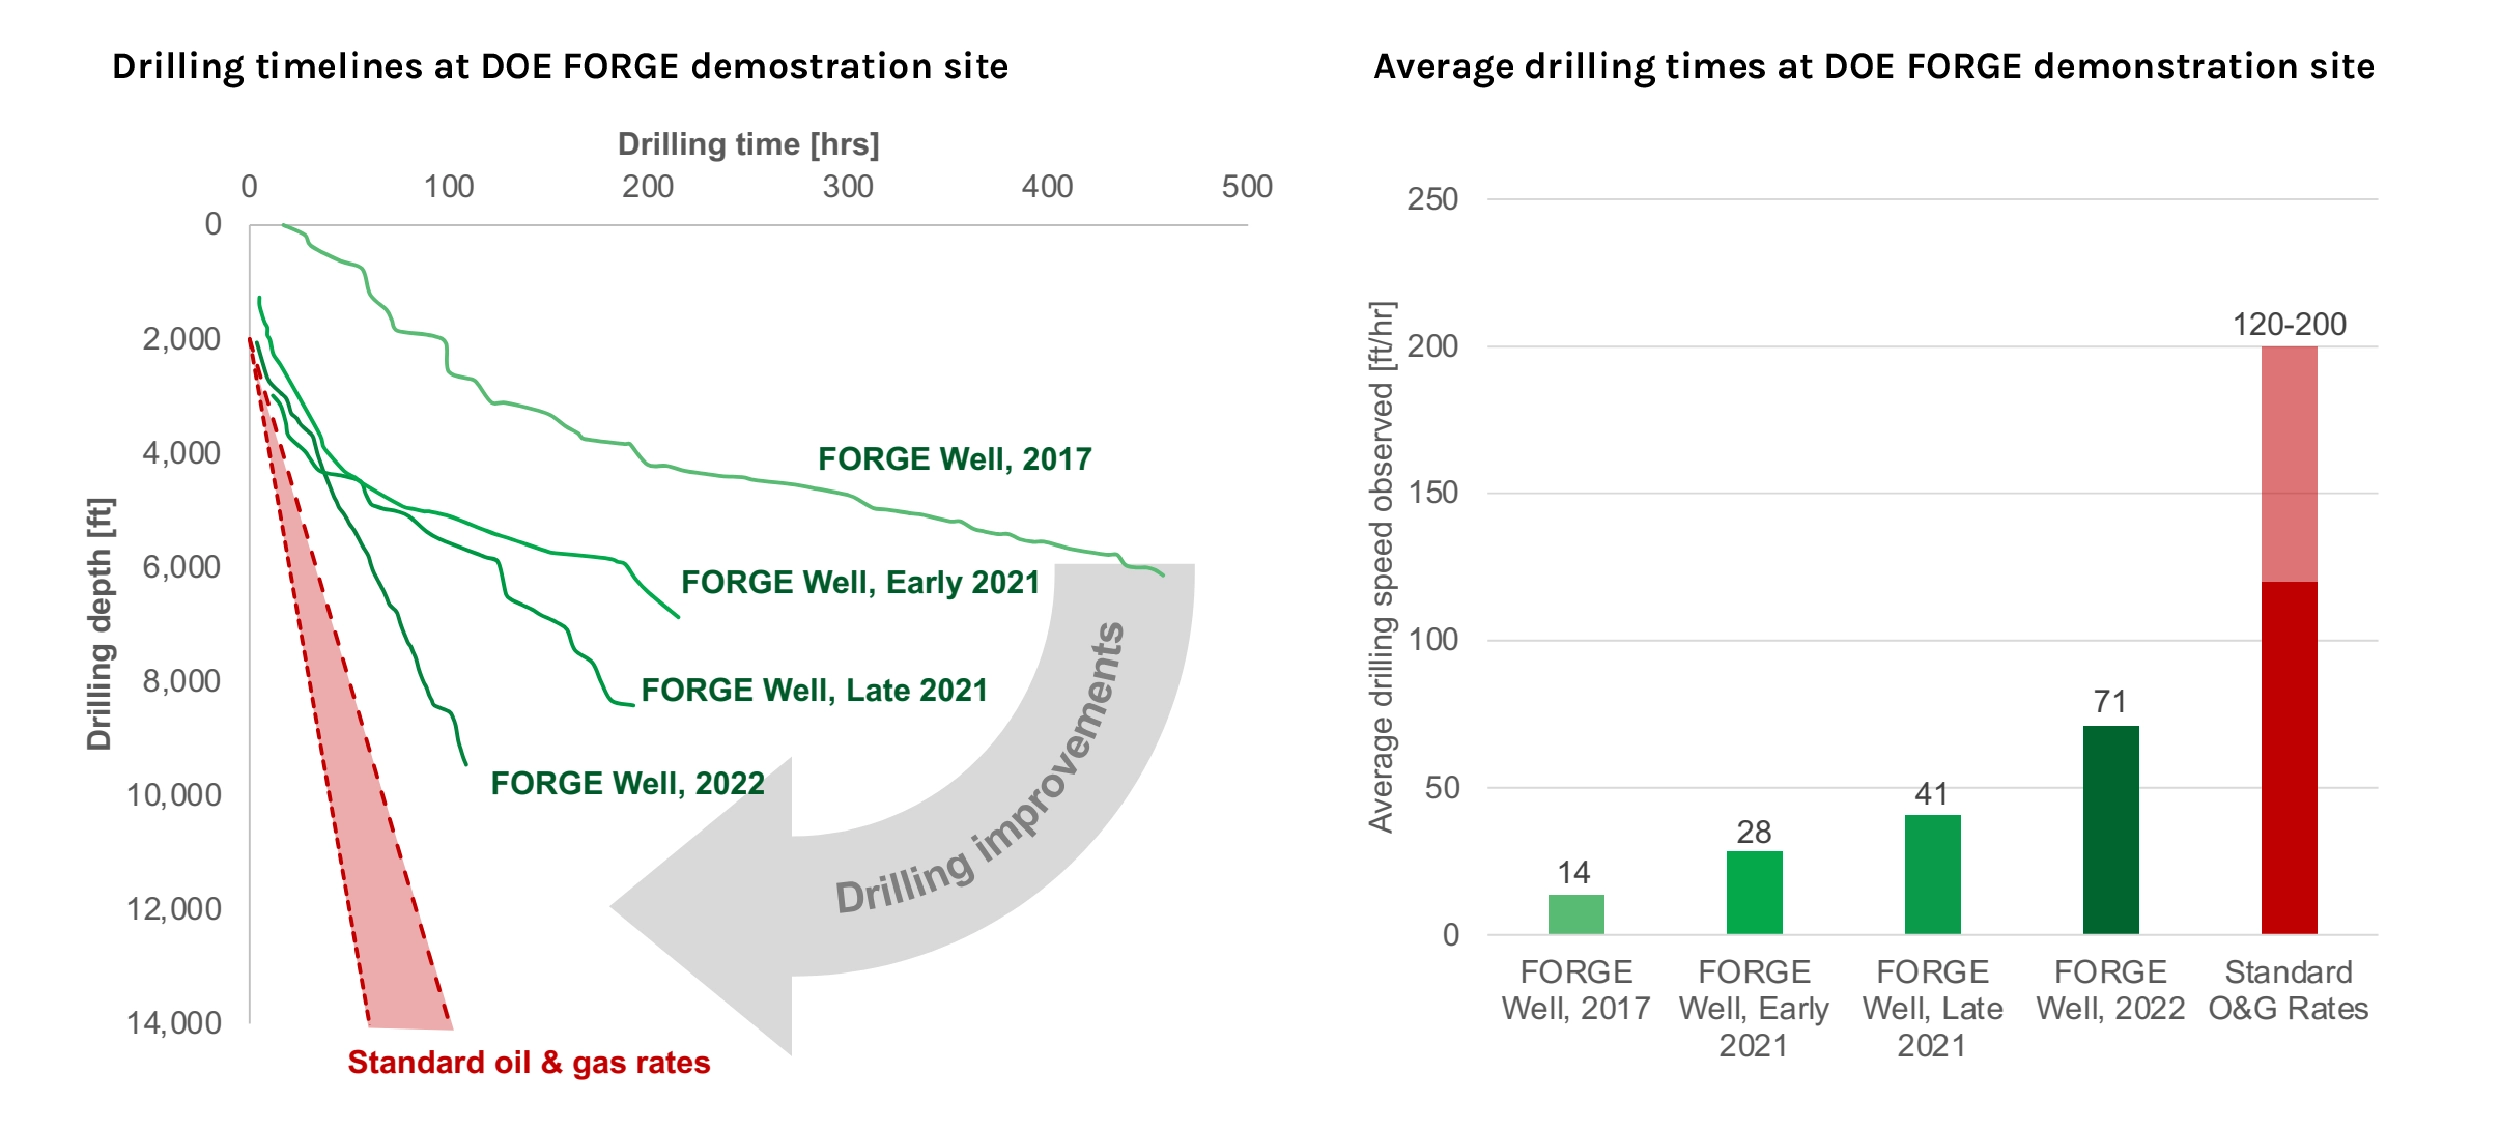 Drilling timelines at DOE FORGE demostration site
Drilling time [hrs]
0 100 200 300 400 500
Drilling depth [ft]
0
2,000
4,000
6,000
8,000
10,000
12,000
14,000
FORGE Well, 2017
FORGE Well, Early 2021
FORGE Well, Late 2021
FORGE Well, 2022
Drilling improvements
Standard oil & gas rates
Average drilling times at DOE FORGE demonstration site
Average drilling speed observed [ft/hr]
250
200
150
100
50
0
14
28
41
71
120-200
FORGE
Well, 2017
FORGE
Well, Early
2021
FORGE
Well, Late
2021
FORGE
Well, 2022
Standard
O&G Rates